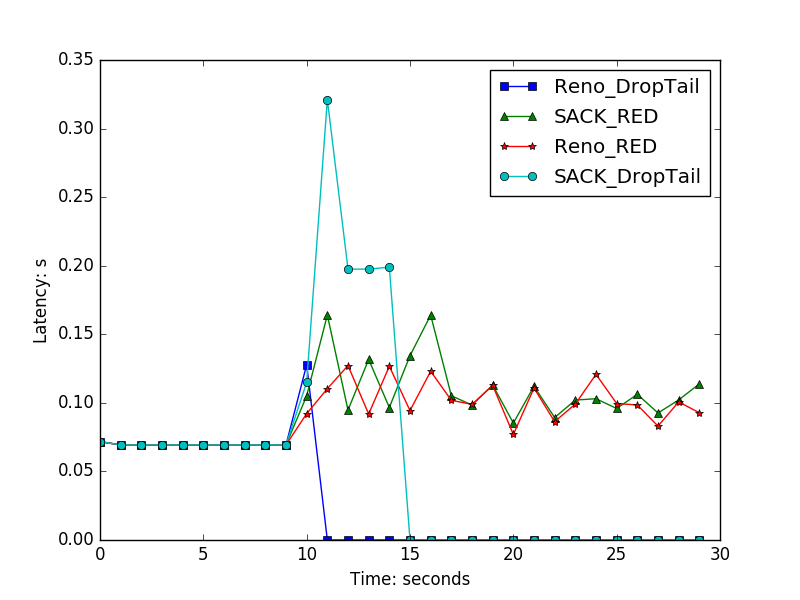 0.35
0.30
0.25
0.20
0.15
0.10
0.05
0.00
Latency: s
0 5 10 15 20 25 30
Time: seconds
Reno_DropTail
SACK_RED
Reno_RED
SACK_DropTail